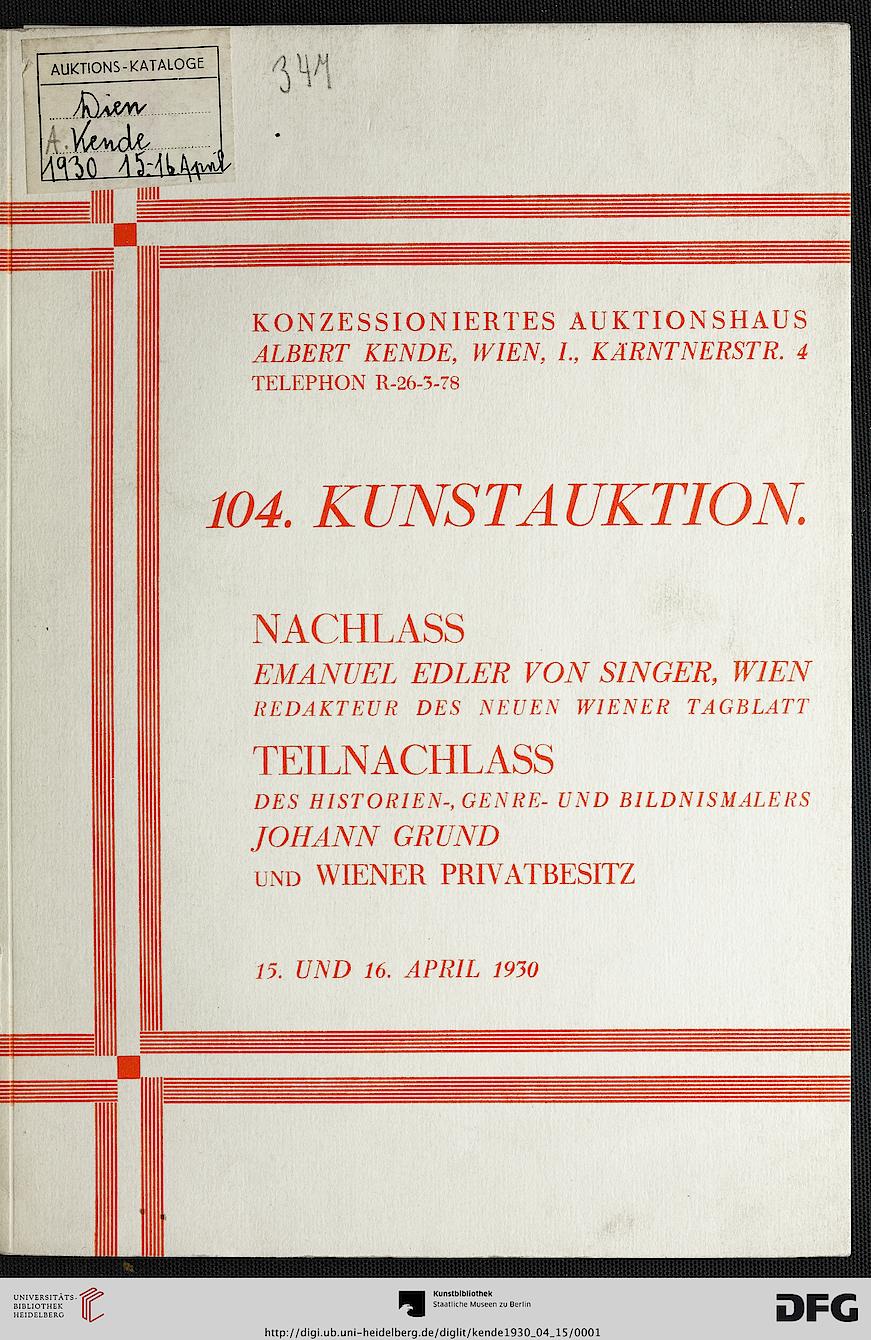 AUKTIONS-KATALOGE
Wien
A. Kende
1930 15-16 April
KONZESSIONIERTES AUKTIONSHAUS
ALBERT KENDE, WIEN, I., KÄRNTNERSTR. 4
TELEPHON R-26-3-78
104. KUNSTAUKTION.
NACHLASS
EMANUEL EDLER VON SINGER, WIEN
REDAKTEUR DES NEUEN WIENER TAGBLATT
TEILNACHLASS
DES HISTORIEN-, GENRE- UND BILDNISMALERS
JOHANN GRUND
UND WIENER PRIVATBESITZ
15. UND 16. APRIL 1930
UNIVERSITÄTS-
BIBLIOTHEK
HEIDELBERG
Kunstbibliothek
Staatliche Museen zu Berlin
DFG
http://digi.ub.uni-heidelberg.de/diglit/kende1930_04_15/0001